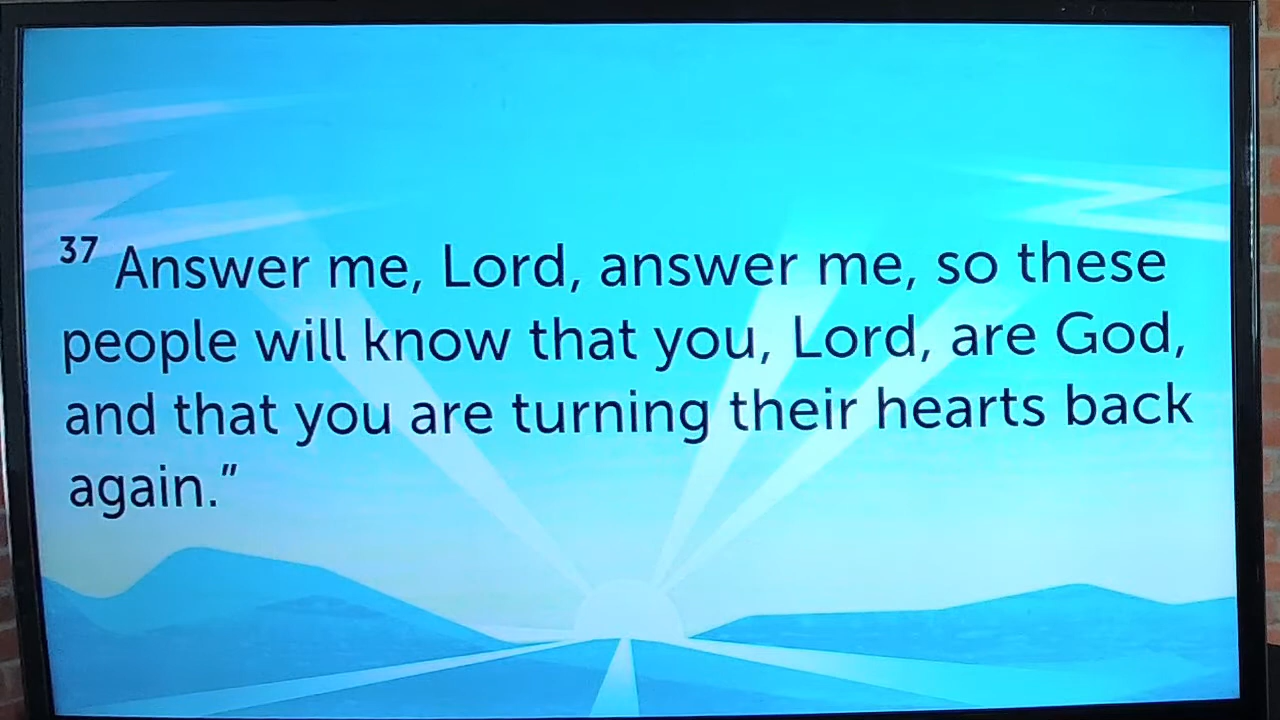 37 Answer me, Lord, answer me, so these
people will know that you, Lord, are God,
and that you are turning their hearts back
again.”